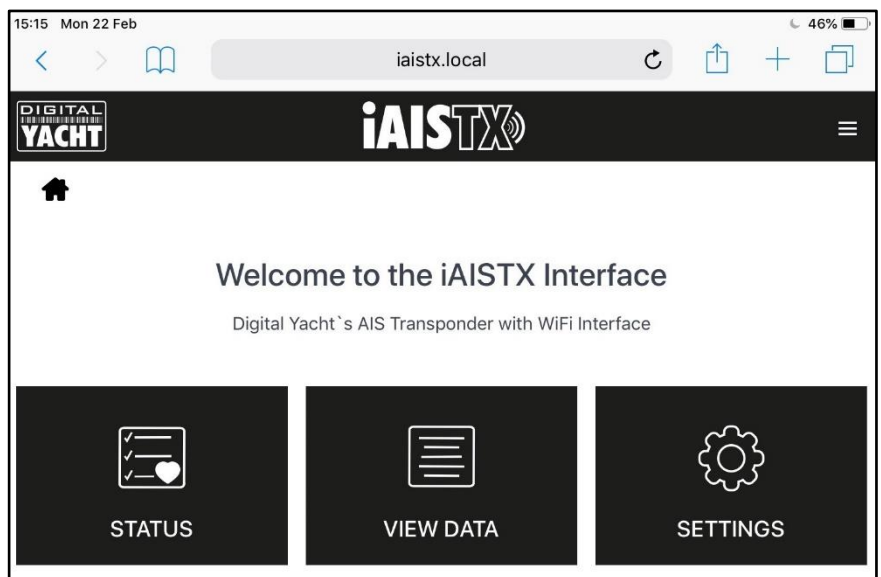 15:15 Mon 22 Feb
46%
iaistx.local
DIGITAL
YACHT
iAISTX
Welcome to the iAISTX Interface
Digital Yacht`s AIS Transponder with WiFi Interface
STATUS
VIEW DATA
SETTINGS